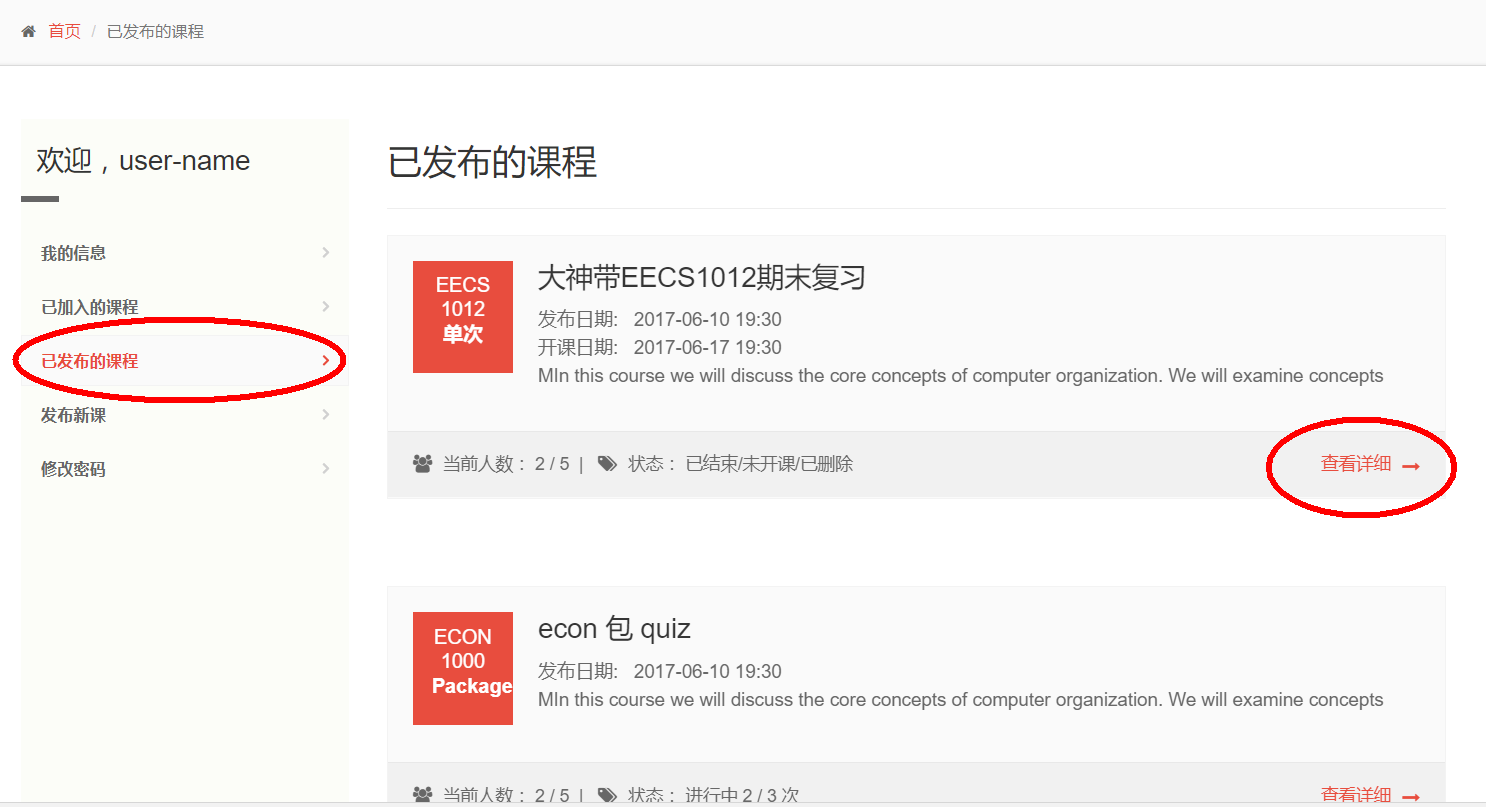 首页 / 已发布的课程
欢迎，user-name
我的信息
已加入的课程
已发布的课程
发布新课
修改密码
已发布的课程
EECS
1012
单次
大神带EECS1012期末复习
发布日期: 2017-06-10 19:30
开课日期: 2017-06-17 19:30
MIn this course we will discuss the core concepts of computer organization. We will examine concepts
当前人数： 2 / 5 | 状态： 已结束/未开课/已删除
查看详细
ECON
1000
Package
econ 包 quiz
发布日期: 2017-06-10 19:30
MIn this course we will discuss the core concepts of computer organization. We will examine concepts
当前人数： 2 / 5 | 状态： 进行中 2 / 3 次
查看详细